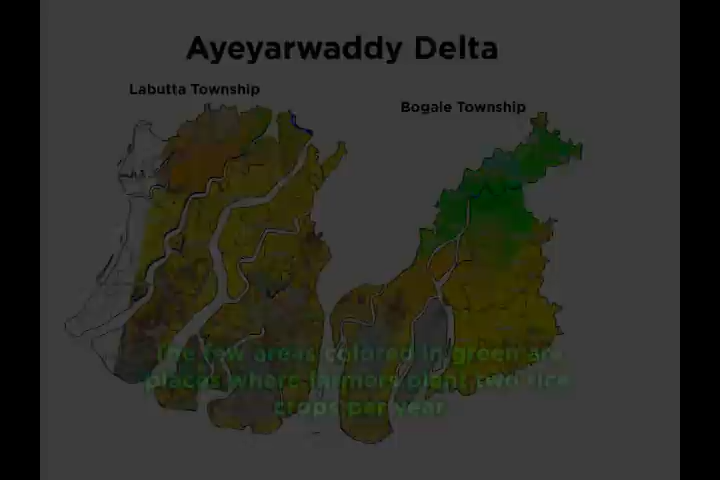 Ayeyarwaddy Delta
Labutta Township
Bogale Township
The few areas colored in green are
places where farmers plant two rice
crops per year